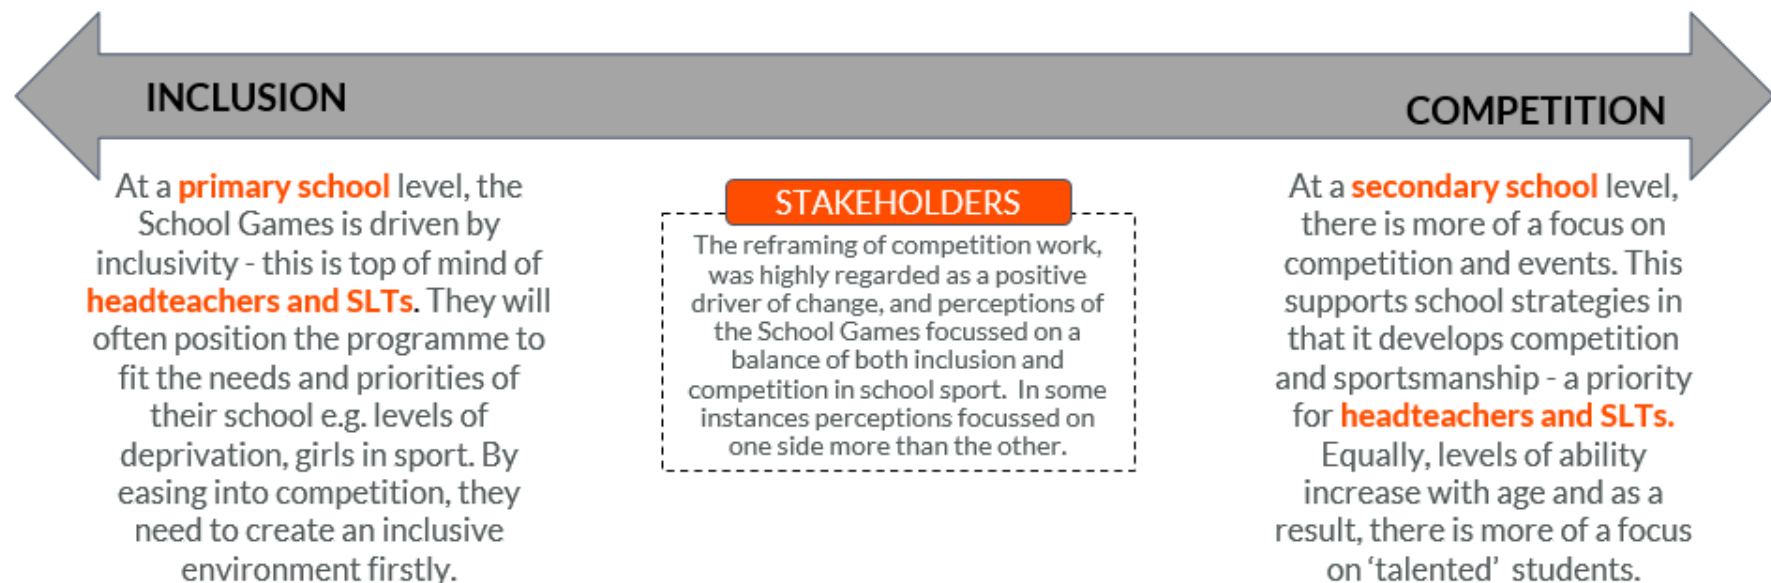 INCLUSION
COMPETITION
At a primary school level, the
School Games is driven by
inclusivity - this is top of mind of
headteachers and SLTs. They will
often position the programme to
fit the needs and priorities of
their school e.g. levels of
deprivation, girls in sport. By
easing into competition, they
need to create an inclusive
environment firstly.
STAKEHOLDERS
The reframing of competition work,
was highly regarded as a positive
driver of change, and perceptions of
the School Games focussed on a
balance of both inclusion and
competition in school sport. In some
instances perceptions focussed on
one side more than the other.
At a secondary school level,
there is more of a focus on
competition and events. This
supports school strategies in
that it develops competition
and sportsmanship - a priority
for headteachers and SLTs.
Equally, levels of ability
increase with age and as a
result, there is more of a focus
on ‘talented’ students.